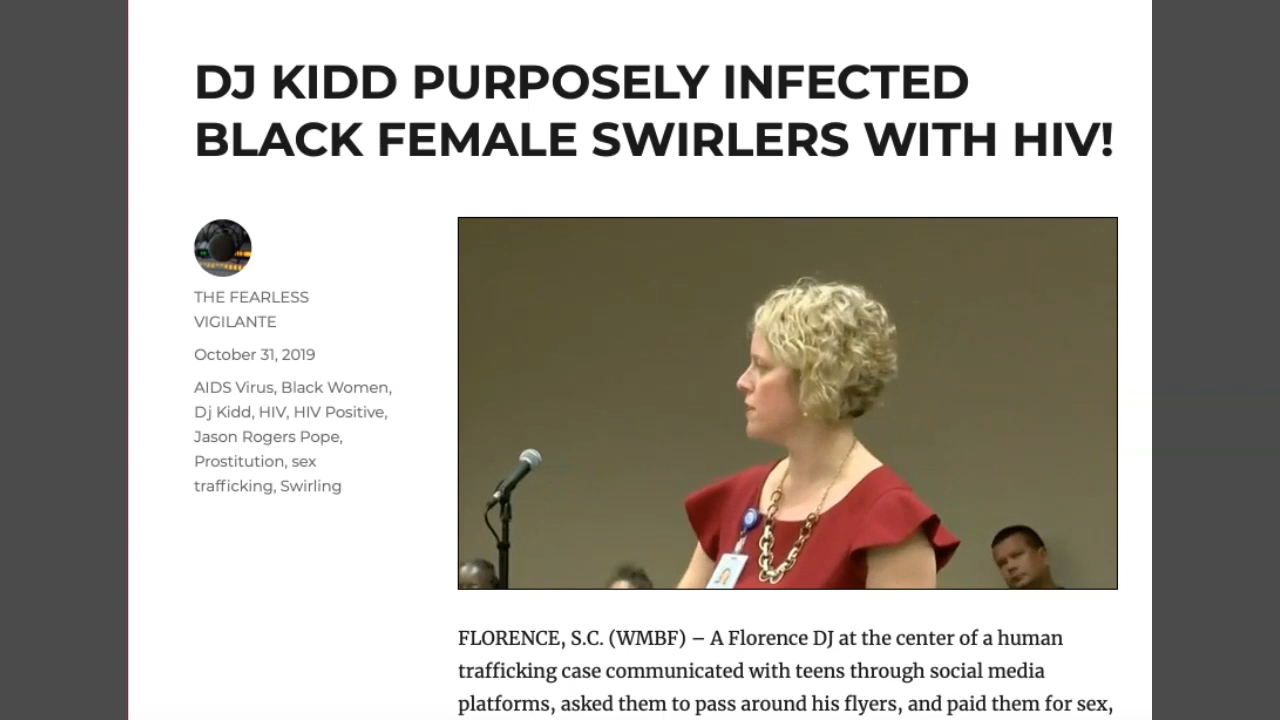 DJ KIDD PURPOSELY INFECTED
BLACK FEMALE SWIRLERS WITH HIV!
THE FEARLESS
VIGILANTE
October 31, 2019
AIDS Virus, Black Women,
Dj Kidd, HIV, HIV Positive,
Jason Rogers Pope,
Prostitution, sex
trafficking, Swirling
FLORENCE, S.C. (WMBF) – A Florence DJ at the center of a human
trafficking case communicated with teens through social media
platforms, asked them to pass around his flyers, and paid them for sex,